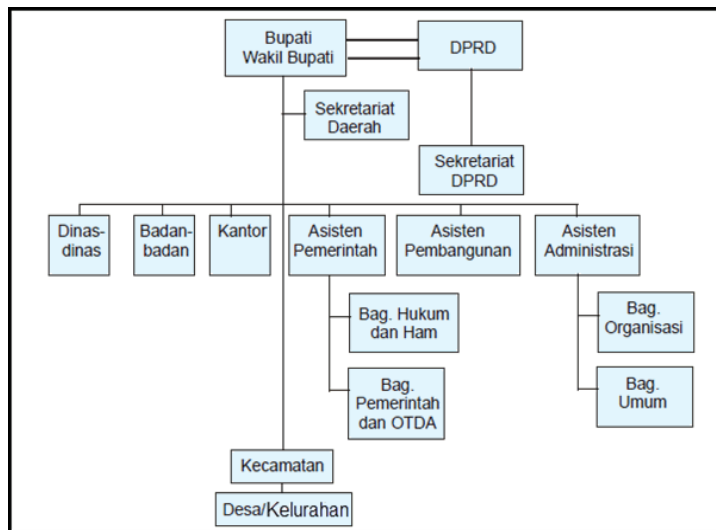 Bupati
Wakil Bupati
DPRD
Sekretariat
Daerah
Sekretariat
DPRD
Dinas-
dinas
Badan-
badan
Kantor
Asisten
Pemerintah
Asisten
Pembangunan
Asisten
Administrasi
Bag. Hukum
dan Ham
Bag.
Organisasi
Bag.
Pemerintah
dan OTDA
Bag.
Umum
Kecamatan
Desa/Kelurahan